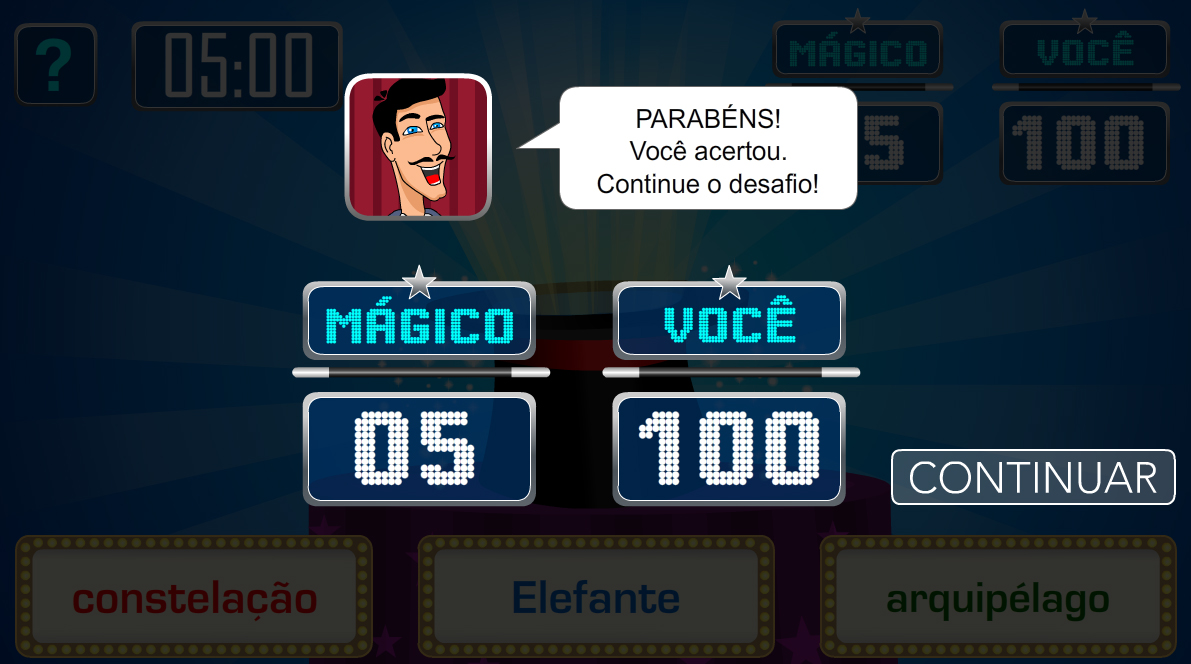 ?
05:00
MÁGICO
VOCÊ
5
100
PARABÉNS!
Você acertou.
Continue o desafio!
MÁGICO
VOCÊ
05
100
CONTINUAR
constelação
Elefante
arquipélago